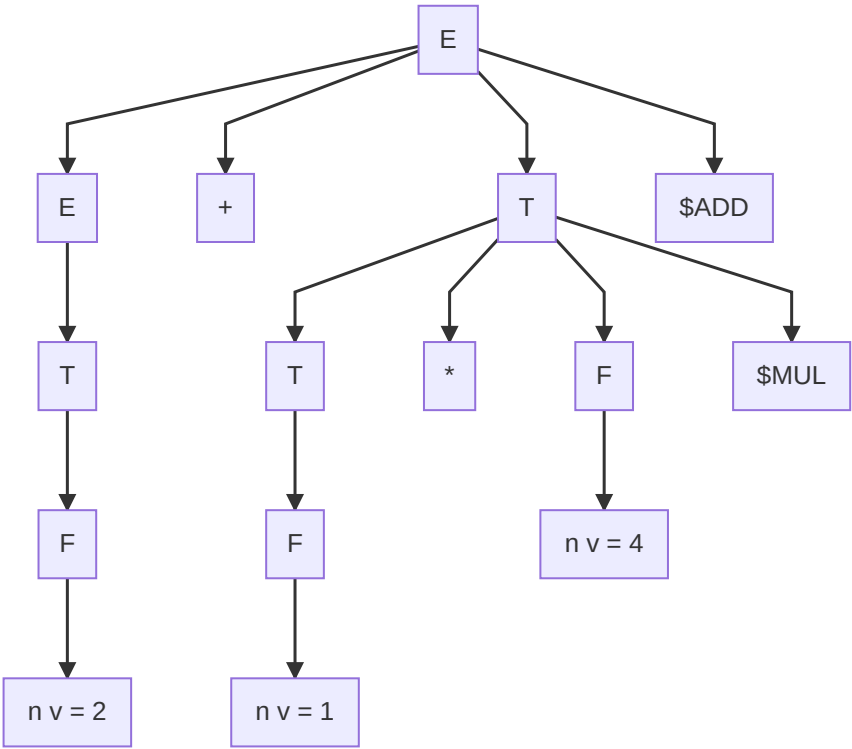 E
E
+
T
$ADD
T
T
*
F
$MUL
F
F
n v = 4
n v = 2
n v = 1